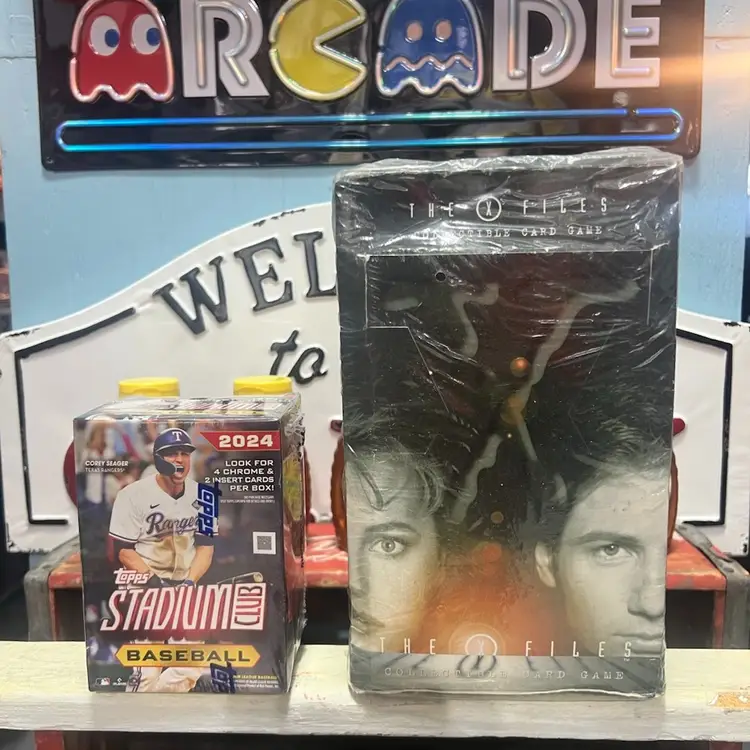 ARCADE
WEL
to
THE X FILES
COLLECTIBLE CARD GAME
2024
COREY SEAGER
TEXAS RANGERS
LOOK FOR
4 CHROME &
2 INSERT CARDS
PER BOX!
Rangers
topps
topps
STADIUM CLUB
BASEBALL
THE X FILES
COLLECTIBLE CARD GAME